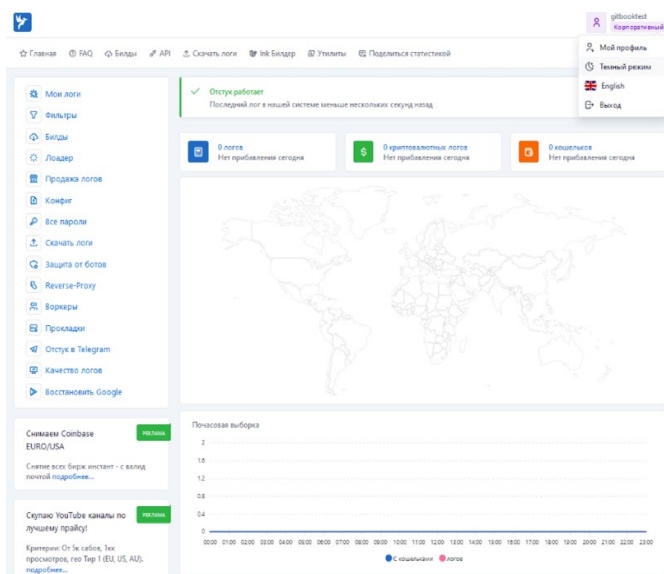 gitbooktest
Корпоративный
Главная
FAQ
Билды
API
Скачать логи
lnk Билдер
Утилиты
Поделиться статистикой
Мой профиль
Темный режим
English
Выход
Мои логи
Фильтры
Билды
Лоадер
Продажа логов
Конфиг
Все пароли
Скачать логи
Защита от ботов
Reverse-Proxy
Воркеры
Прокладки
Отстук в Telegram
Качество логов
Восстановить Google
Отстук работает
Последний лог в нашей системе меньше нескольких секунд назад
0 логов
Нет прибавления сегодня
0 криптовалютных логов
Нет прибавления сегодня
0 кошельков
Нет прибавления сегодня
Снимаем Coinbase
EURO/USA
РЕКЛАМА
Снятие всех бирж инстант - с валид
почтой подробнее...
Скупаю YouTube каналы по
лучшему прайсу!
РЕКЛАМА
Критерии: От 5к сабов, 1кк
просмотров, гео Тир 1 (EU, US, AU).
подробнее...
Почасовая выборка
2
1.6
1.2
0.8
0.4
0
00:00 01:00 02:00 03:00 04:00 05:00 06:00 07:00 08:00 09:00 10:00 11:00 12:00 13:00 14:00 15:00 16:00 17:00 18:00 19:00 20:00 21:00 22:00 23:00
С кошельками
логов